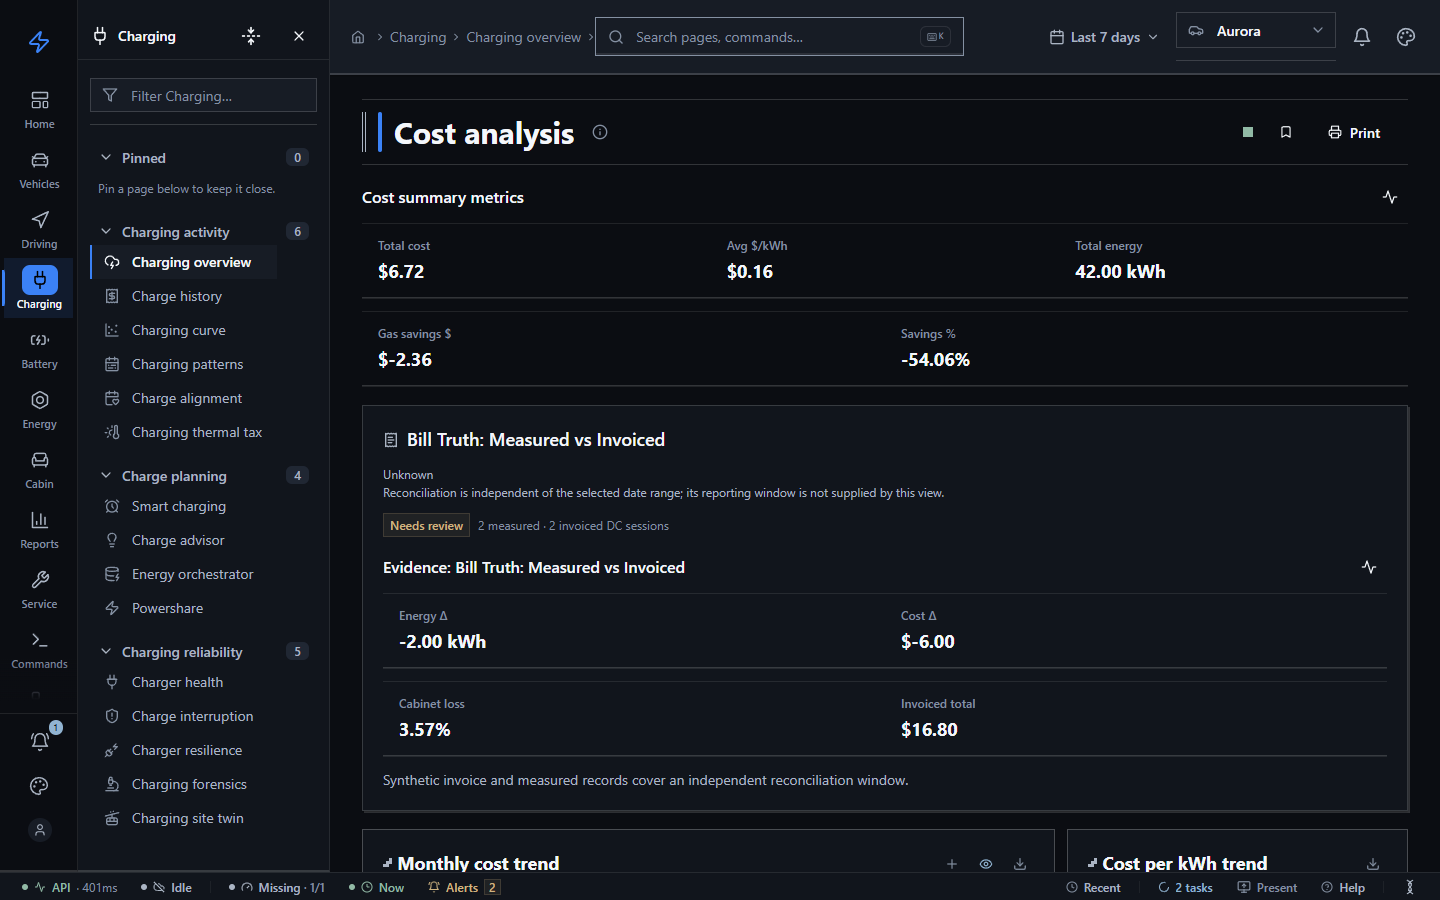 Charging
Filter Charging...
Home
Vehicles
Driving
Charging
Battery
Energy
Cabin
Reports
Service
Commands
1
Pinned 0
Pin a page below to keep it close.
Charging activity 6
Charging overview
Charge history
Charging curve
Charging patterns
Charge alignment
Charging thermal tax
Charge planning 4
Smart charging
Charge advisor
Energy orchestrator
Powershare
Charging reliability 5
Charger health
Charge interruption
Charger resilience
Charging forensics
Charging site twin
Charging Charging overview
Search pages, commands... K
Last 7 days
Aurora
Cost analysis
Print
Cost summary metrics
Total cost Avg $/kWh Total energy
$6.72 $0.16 42.00 kWh
Gas savings $ Savings %
$-2.36 -54.06%
Bill Truth: Measured vs Invoiced
Unknown
Reconciliation is independent of the selected date range; its reporting window is not supplied by this view.
Needs review 2 measured · 2 invoiced DC sessions
Evidence: Bill Truth: Measured vs Invoiced
Energy Δ Cost Δ
-2.00 kWh $-6.00
Cabinet loss Invoiced total
3.57% $16.80
Synthetic invoice and measured records cover an independent reconciliation window.
Monthly cost trend Cost per kWh trend
API · 401ms Idle Missing · 1/1 Now Alerts 2 Recent 2 tasks Present Help